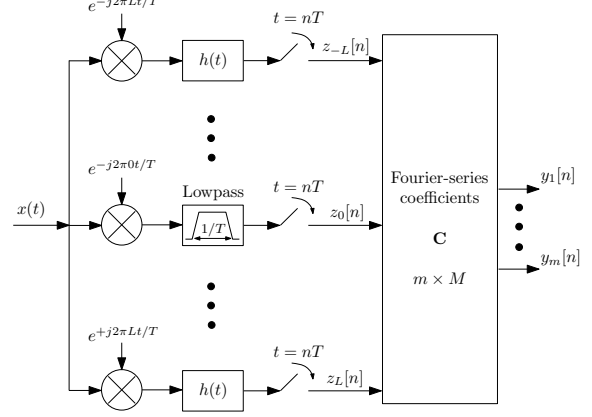 e^{-j2πLt/T}
t = nT
h(t)
z_{-L}[n]
e^{-j2π0t/T}
Lowpass
t = nT
x(t)
1/T
z_0[n]
Fourier-series
coefficients
C
m × M
y_1[n]
y_m[n]
e^{+j2πLt/T}
t = nT
h(t)
z_L[n]